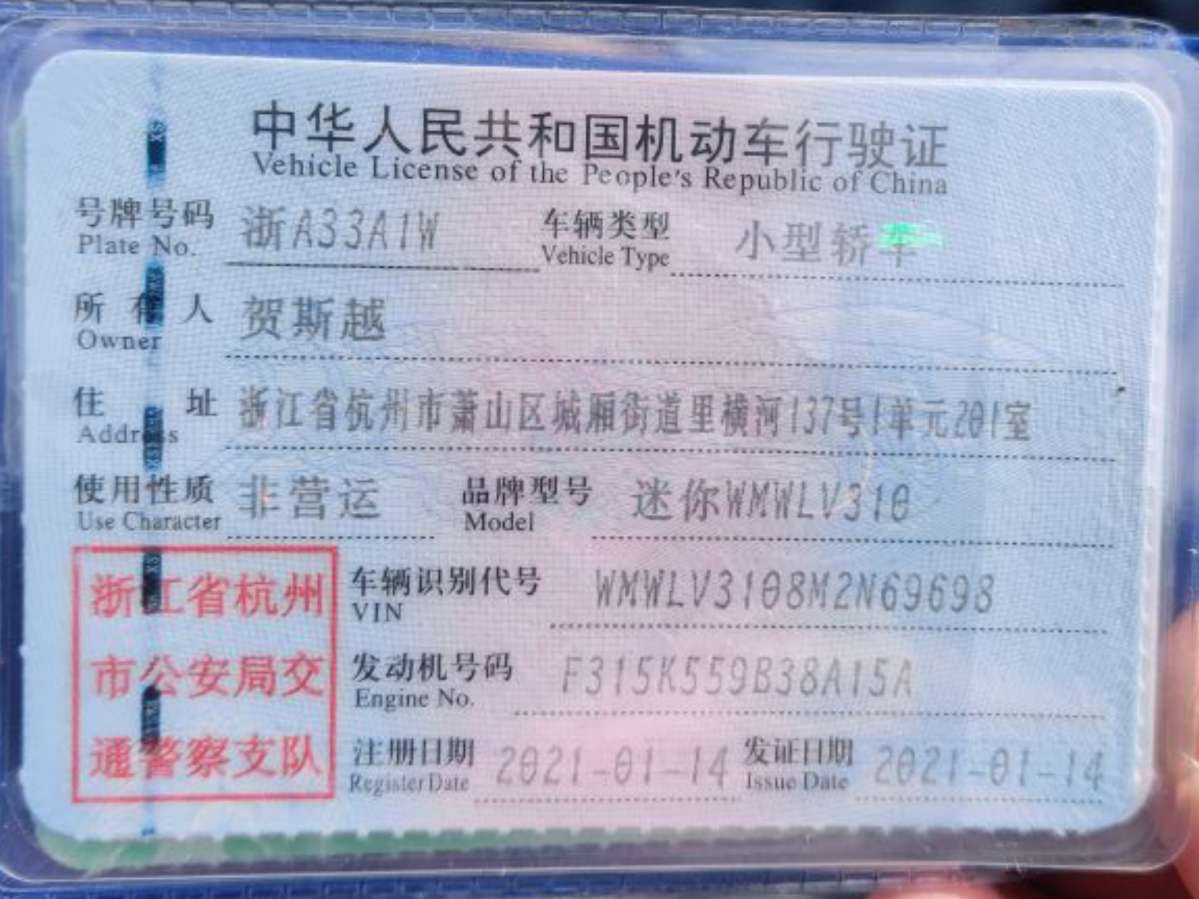 中华人民共和国机动车行驶证
Vehicle License of the People's Republic of China
号牌号码 浙A33A1W 车辆类型 小型轿车
Plate No. Vehicle Type
所有人 贺斯越
Owner
住址 浙江省杭州市萧山区城厢街道里横河137号1单元201室
Address
使用性质 非营运 品牌型号 迷你WMWLV310
Use Character Model
浙江省杭州 车辆识别代号 WMWLV3108M2N69698
VIN
市公安局交 发动机号码 F315K559B38A15A
Engine No.
通警察支队 注册日期 2021-01-14 发证日期 2021-01-14
Register Date Issue Date